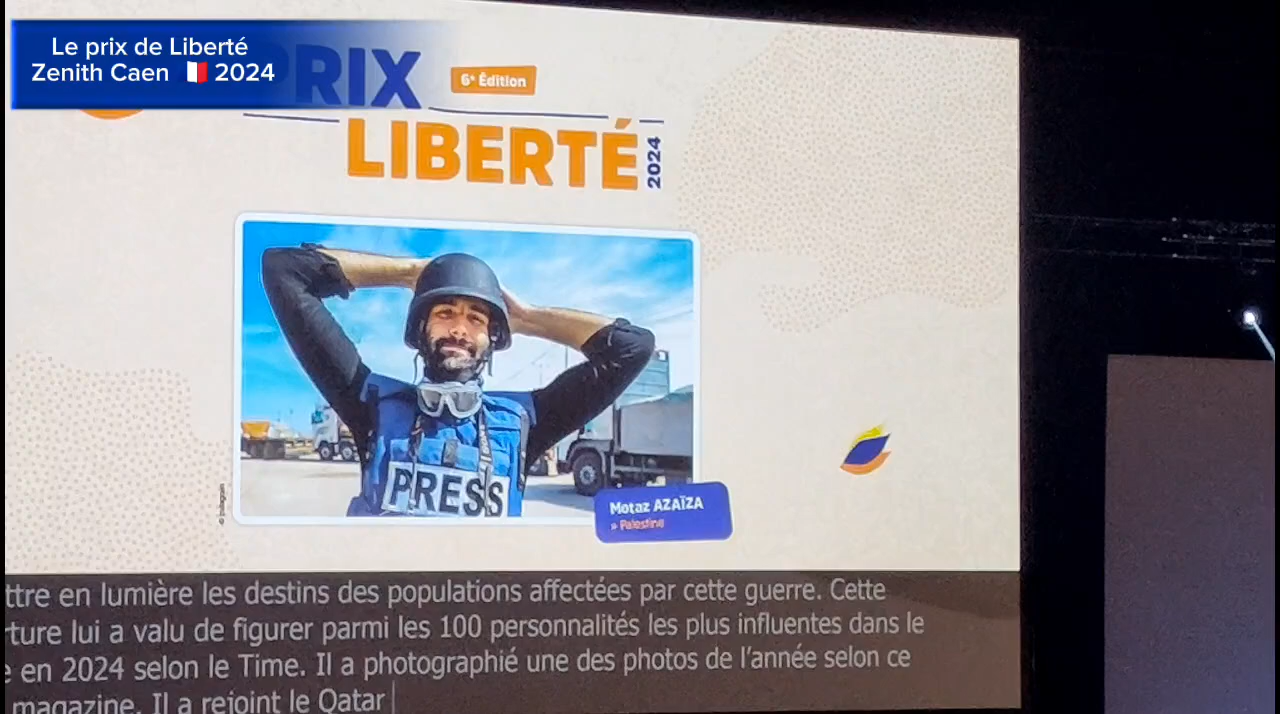 Le prix de Liberté
Zenith Caen 🇫🇷 2024
PRIX
6e Édition
LIBERTÉ
2024
PRESS
© Instagram
Motaz AZAÏZA
» Palestine
ttre en lumière les destins des populations affectées par cette guerre. Cette
rture lui a valu de figurer parmi les 100 personnalités les plus influentes dans le
e en 2024 selon le Time. Il a photographié une des photos de l'année selon ce
magazine. Il a rejoint le Qatar